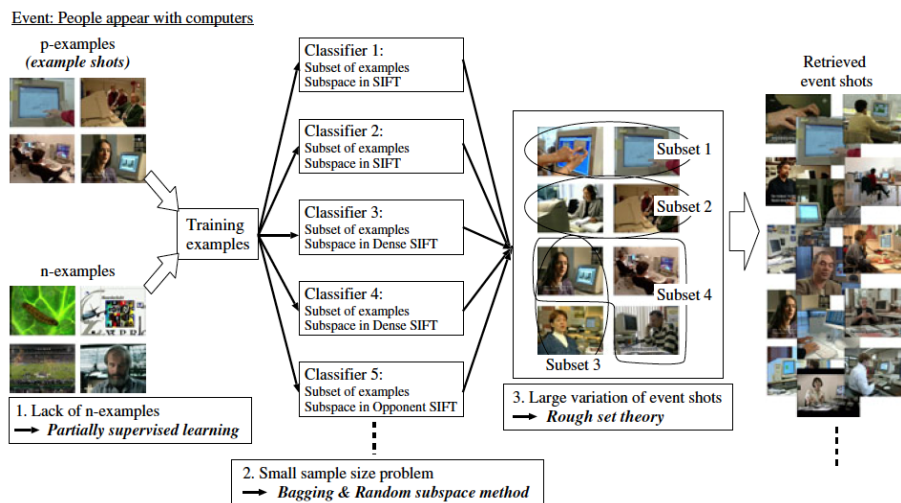 Event: People appear with computers
p-examples
(example shots)
n-examples
1. Lack of n-examples
Partially supervised learning
Training
examples
Classifier 1:
Subset of examples
Subspace in SIFT
Classifier 2:
Subset of examples
Subspace in SIFT
Classifier 3:
Subset of examples
Subspace in Dense SIFT
Classifier 4:
Subset of examples
Subspace in Dense SIFT
Classifier 5:
Subset of examples
Subspace in Opponent SIFT
2. Small sample size problem
Bagging & Random subspace method
Subset 1
Subset 2
Subset 4
Subset 3
3. Large variation of event shots
Rough set theory
Retrieved
event shots